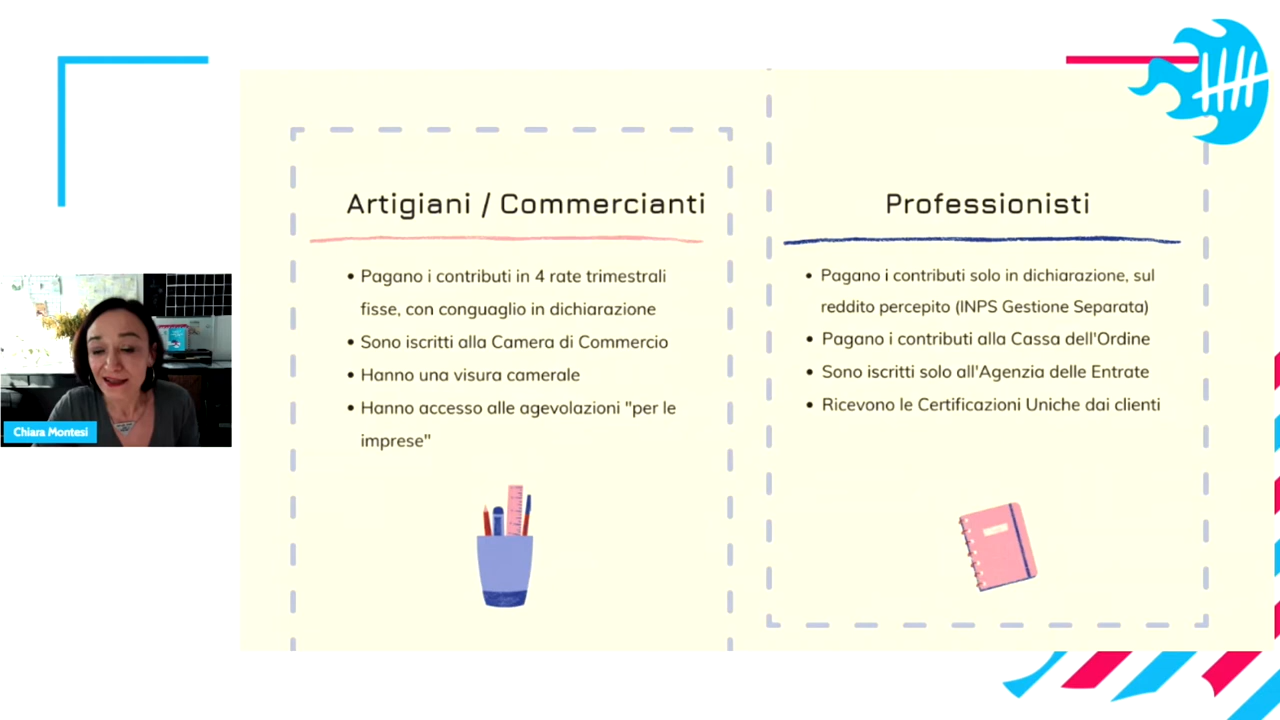 Artigiani / Commercianti
• Pagano i contributi in 4 rate trimestrali
fisse, con conguaglio in dichiarazione
• Sono iscritti alla Camera di Commercio
• Hanno una visura camerale
• Hanno accesso alle agevolazioni "per le
imprese"
Professionisti
• Pagano i contributi solo in dichiarazione, sul
reddito percepito (INPS Gestione Separata)
• Pagano i contributi alla Cassa dell'Ordine
• Sono iscritti solo all'Agenzia delle Entrate
• Ricevono le Certificazioni Uniche dai clienti
Chiara Montesi